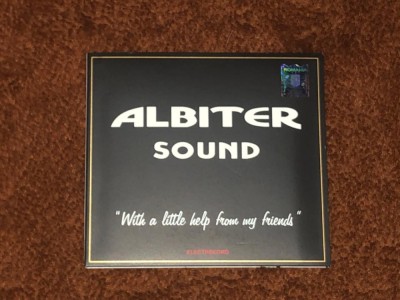 ALBITER
SOUND
"With a little help from my friends"